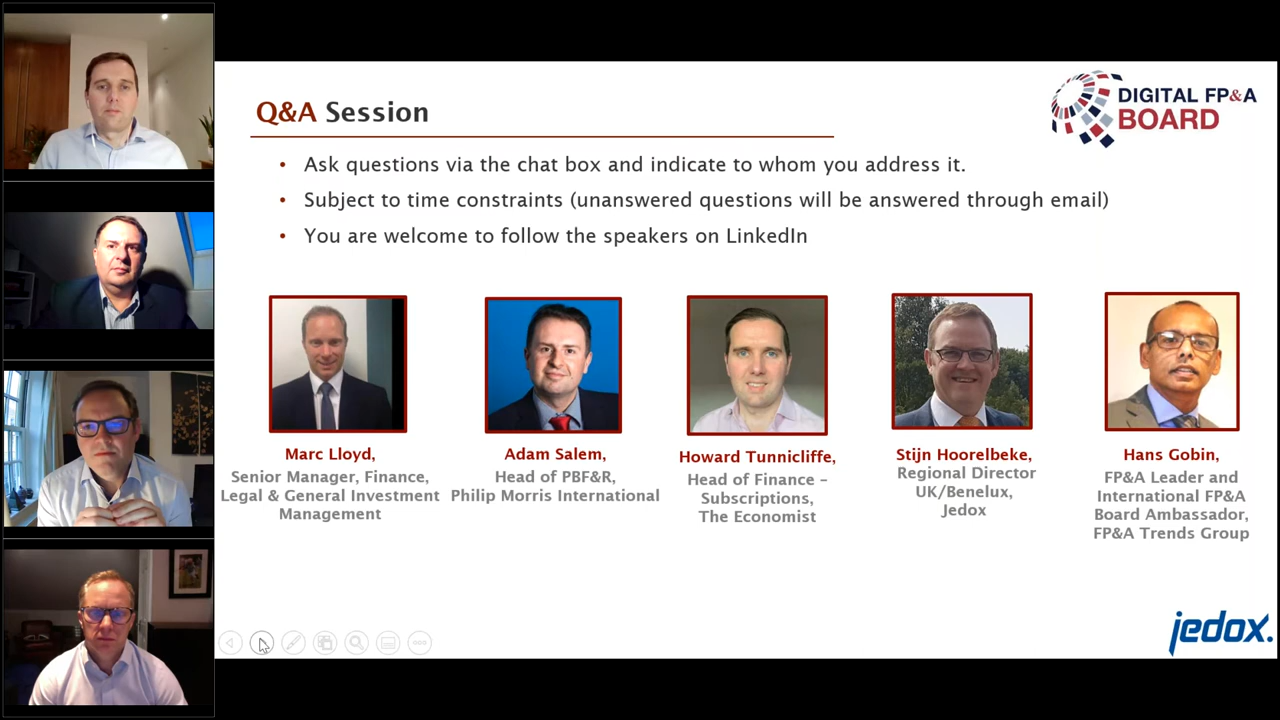 Q&A Session
DIGITAL FP&A
BOARD
• Ask questions via the chat box and indicate to whom you address it.
• Subject to time constraints (unanswered questions will be answered through email)
• You are welcome to follow the speakers on LinkedIn
Marc Lloyd,
Senior Manager, Finance,
Legal & General Investment
Management
Adam Salem,
Head of PBF&R,
Philip Morris International
Howard Tunnicliffe,
Head of Finance –
Subscriptions,
The Economist
Stijn Hoorelbeke,
Regional Director
UK/Benelux,
Jedox
Hans Gobin,
FP&A Leader and
International FP&A
Board Ambassador,
FP&A Trends Group
jedox.